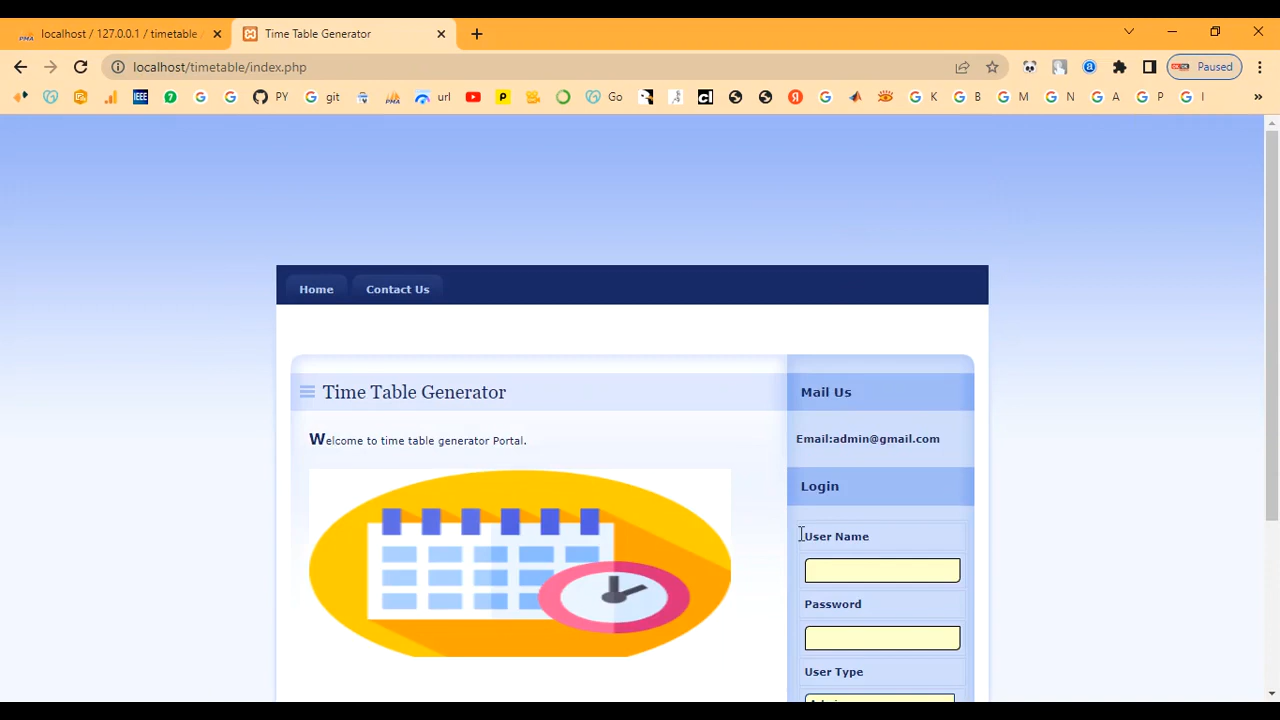 localhost / 127.0.0.1 / timetable
Time Table Generator
localhost/timetable/index.php
Paused
IEEE
PY
git
url
Go
K
B
M
N
A
P
I
Home
Contact Us
Time Table Generator
Mail Us
Welcome to time table generator Portal.
Email:admin@gmail.com
Login
User Name
Password
User Type